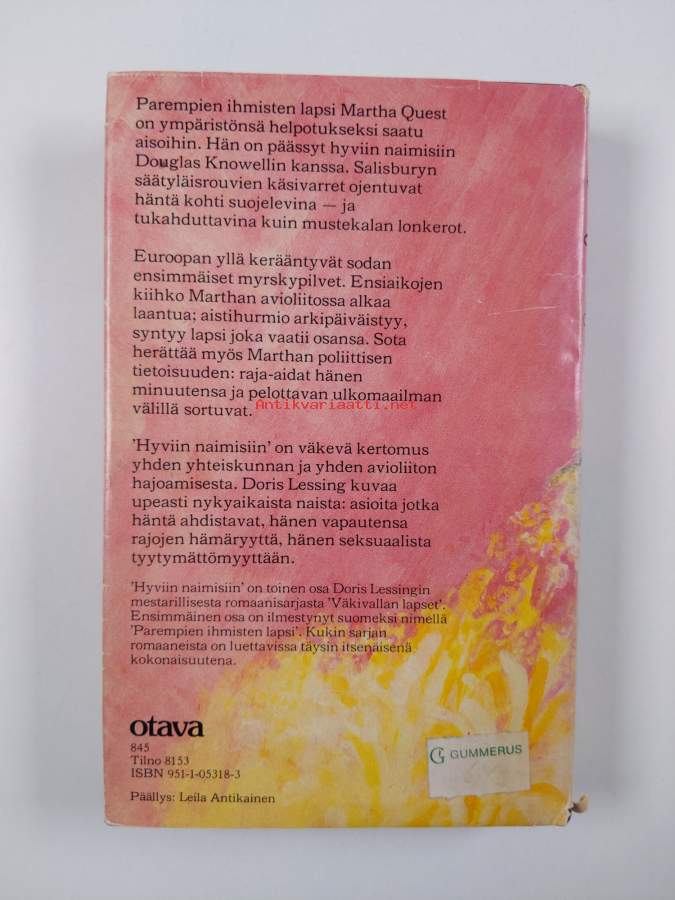 Parempien ihmisten lapsi Martha Quest
on ympäristönsä helpotukseksi saatu
aisoihin. Hän on päässyt hyviin naimisiin
Douglas Knowellin kanssa. Salisburyn
säätyläisrouvien käsivarret ojentuvat
häntä kohti suojelevina — ja
tukahduttavina kuin mustekalan lonkerot.
Euroopan yllä kerääntyvät sodan
ensimmäiset myrskypilvet. Ensiaikojen
kiihko Marthan avioliitossa alkaa
laantua; aistihurmio arkipäiväistyy,
syntyy lapsi joka vaatii osansa. Sota
herättää myös Marthan poliittisen
tietoisuuden: raja-aidat hänen
minuutensa ja pelottavan ulkomaailman
välillä sortuvat.
Antikvariaatti.net
'Hyviin naimisiin' on väkevä kertomus
yhden yhteiskunnan ja yhden avioliiton
hajoamisesta. Doris Lessing kuvaa
upeasti nykyaikaista naista: asioita jotka
häntä ahdistavat, hänen vapautensa
rajojen hämäryyttä, hänen seksuaalista
tyytymättömyyttään.
'Hyviin naimisiin' on toinen osa Doris Lessingin
mestarillisesta romaanisarjasta 'Väkivallan lapset'.
Ensimmäinen osa on ilmestynyt suomeksi nimellä
'Parempien ihmisten lapsi'. Kukin sarjan
romaaneista on luettavissa täysin itsenäisenä
kokonaisuutena.
otava
845
Tilno 8153
ISBN 951-1-05318-3
Päällys: Leila Antikainen
G GUMMERUS